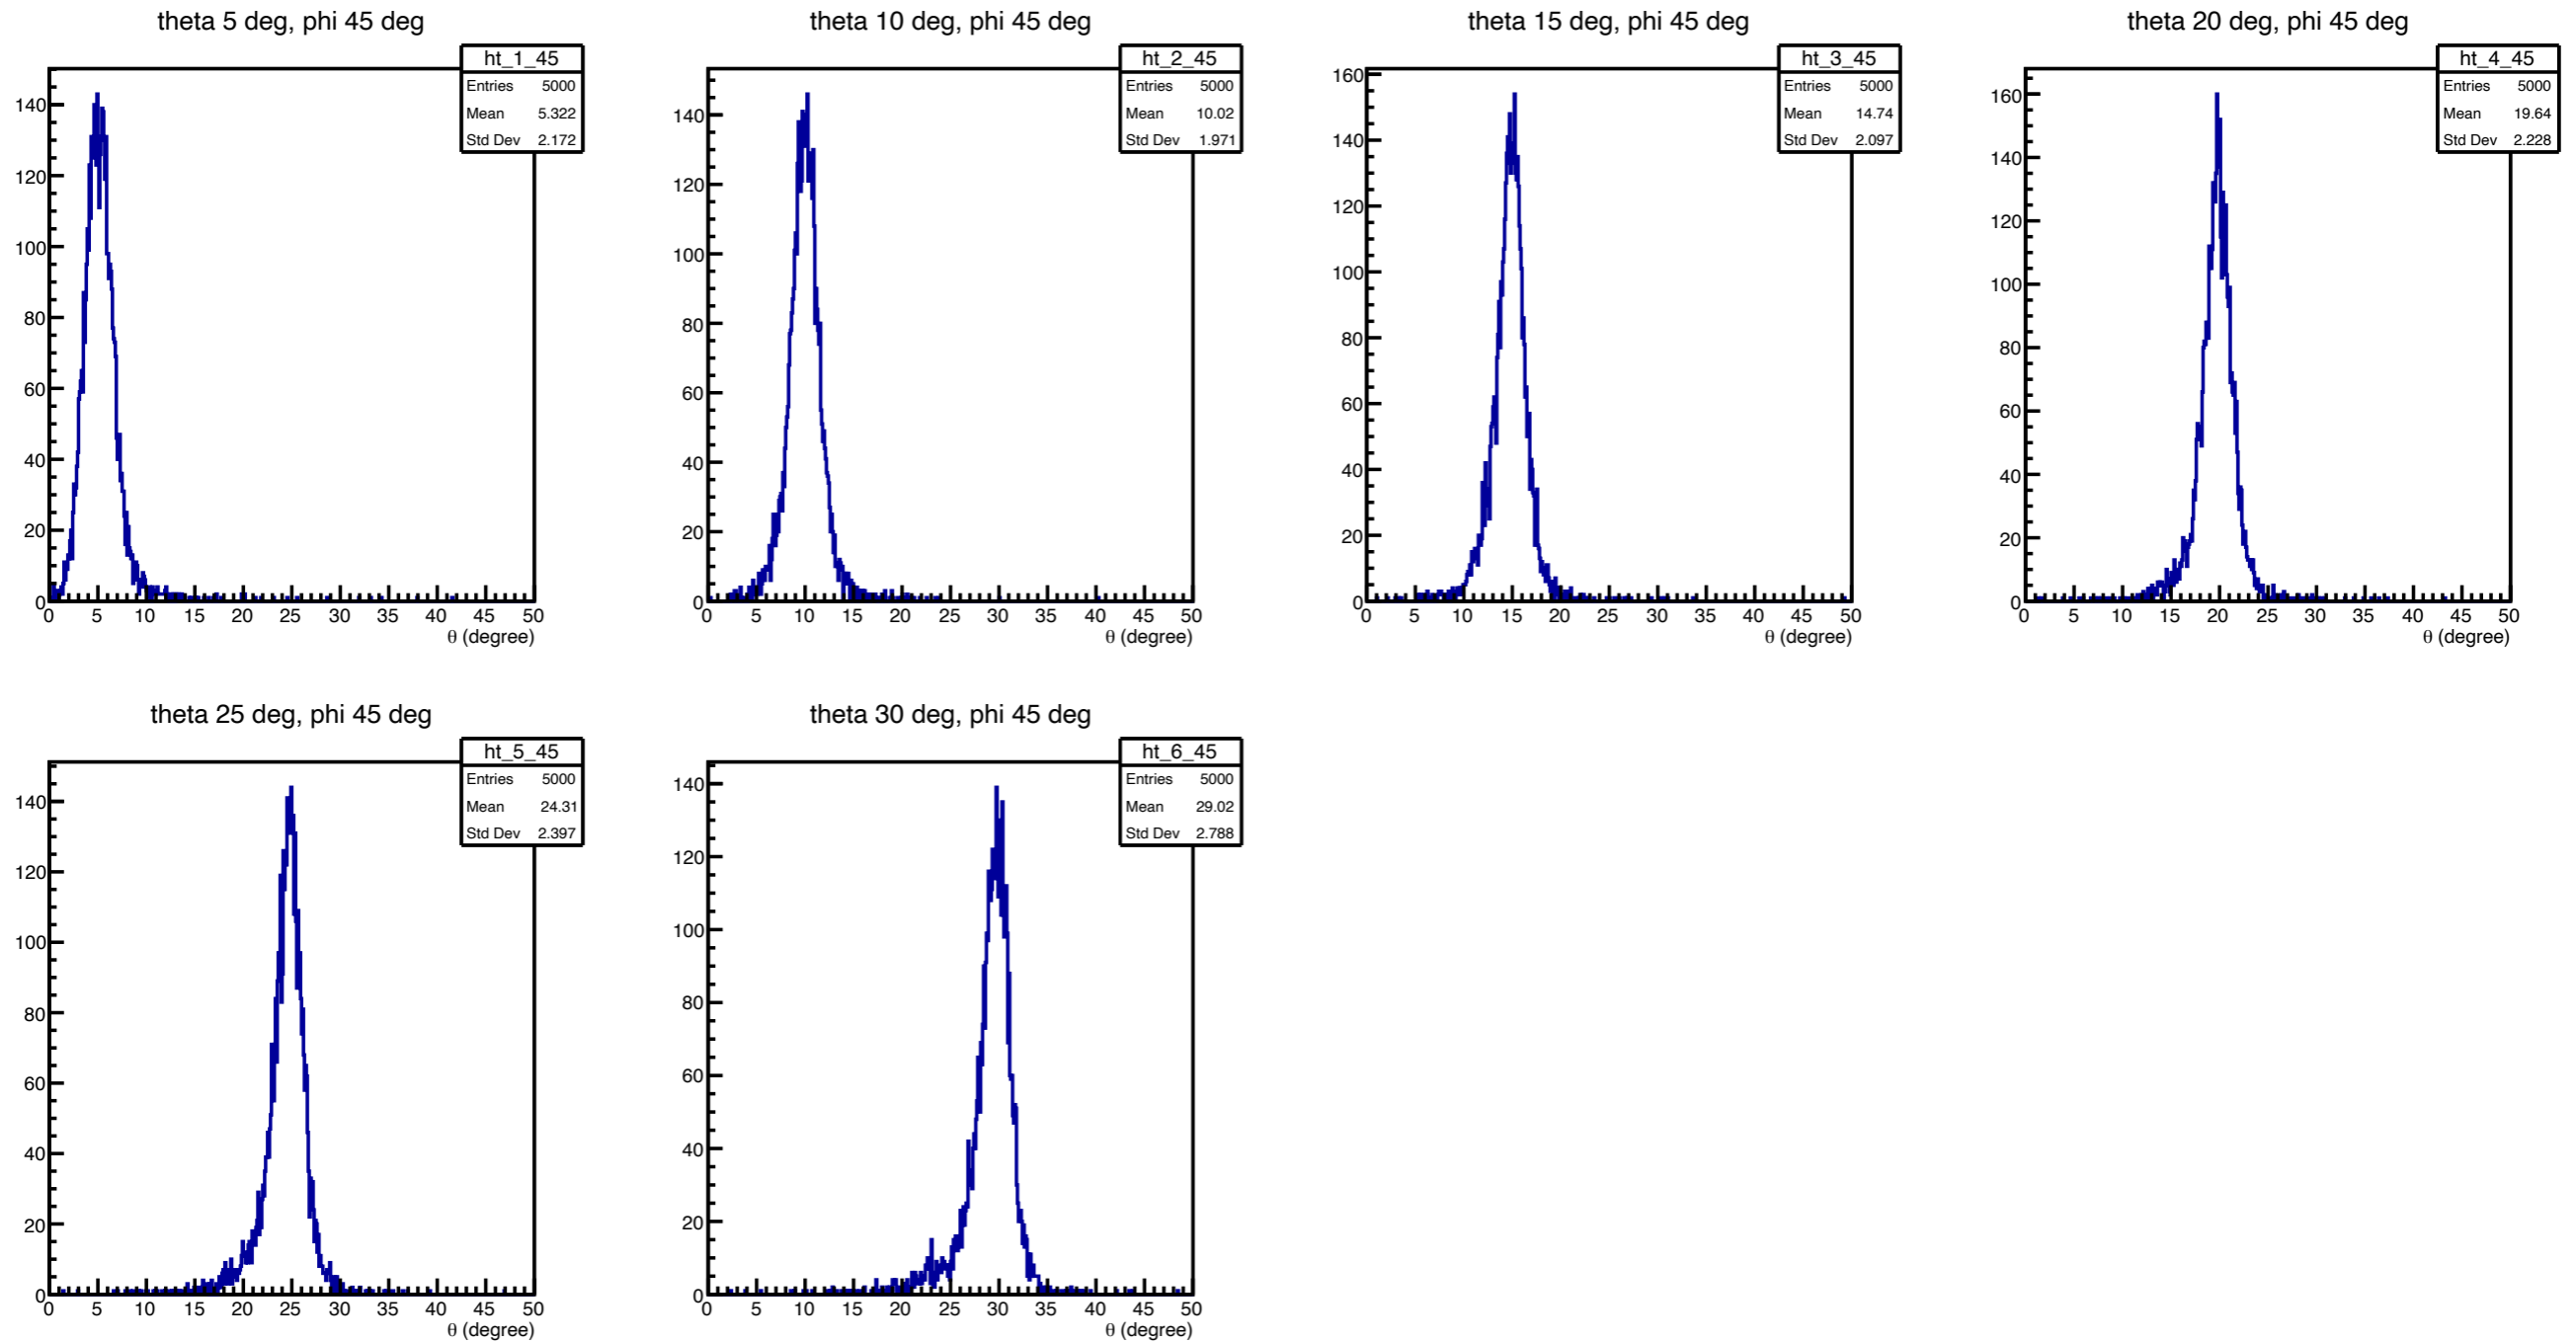 theta 5 deg, phi 45 deg
ht_1_45
Entries 5000
Mean 5.322
Std Dev 2.172
140
120
100
80
60
40
20
0
0 5 10 15 20 25 30 35 40 45 50
θ (degree)
theta 10 deg, phi 45 deg
ht_2_45
Entries 5000
Mean 10.02
Std Dev 1.971
140
120
100
80
60
40
20
0
0 5 10 15 20 25 30 35 40 45 50
θ (degree)
theta 15 deg, phi 45 deg
ht_3_45
Entries 5000
Mean 14.74
Std Dev 2.097
160
140
120
100
80
60
40
20
0
0 5 10 15 20 25 30 35 40 45 50
θ (degree)
theta 20 deg, phi 45 deg
ht_4_45
Entries 5000
Mean 19.64
Std Dev 2.228
160
140
120
100
80
60
40
20
0
0 5 10 15 20 25 30 35 40 45 50
θ (degree)
theta 25 deg, phi 45 deg
ht_5_45
Entries 5000
Mean 24.31
Std Dev 2.397
140
120
100
80
60
40
20
0
0 5 10 15 20 25 30 35 40 45 50
θ (degree)
theta 30 deg, phi 45 deg
ht_6_45
Entries 5000
Mean 29.02
Std Dev 2.788
140
120
100
80
60
40
20
0
0 5 10 15 20 25 30 35 40 45 50
θ (degree)